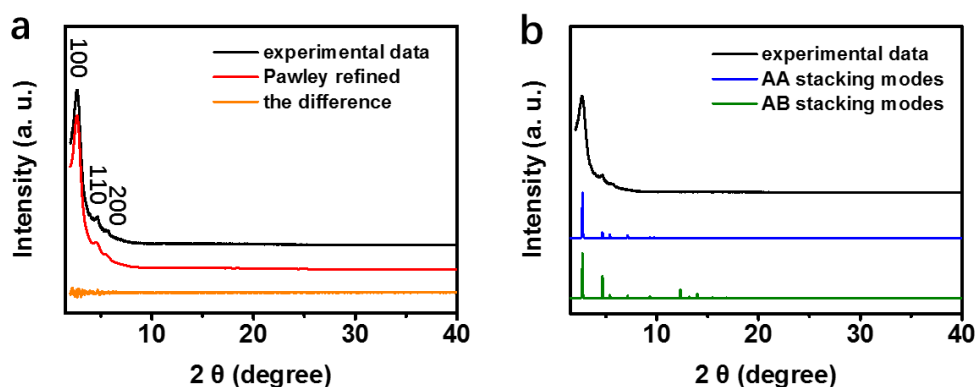 a
100
110
200
experimental data
Pawley refined
the difference
Intensity (a. u.)
10
20
30
40
2 θ (degree)
b
experimental data
AA stacking modes
AB stacking modes
Intensity (a. u.)
10
20
30
40
2 θ (degree)